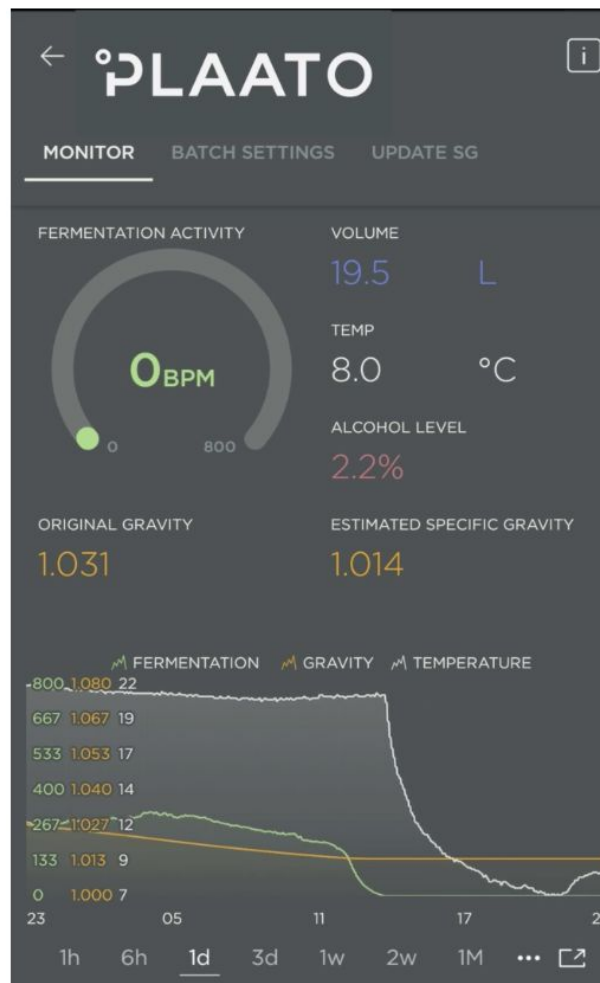 PLAATO
MONITOR BATCH SETTINGS UPDATE SG
FERMENTATION ACTIVITY
0 BPM
0 800
VOLUME
19.5 L
TEMP
8.0 °C
ALCOHOL LEVEL
2.2%
ORIGINAL GRAVITY
1.031
ESTIMATED SPECIFIC GRAVITY
1.014
FERMENTATION GRAVITY TEMPERATURE
800 1.080 22
667 1.067 19
533 1.053 17
400 1.040 14
267 1.027 12
133 1.013 9
0 1.000 7
23 05 11 17
1h 6h 1d 3d 1w 2w 1M ...